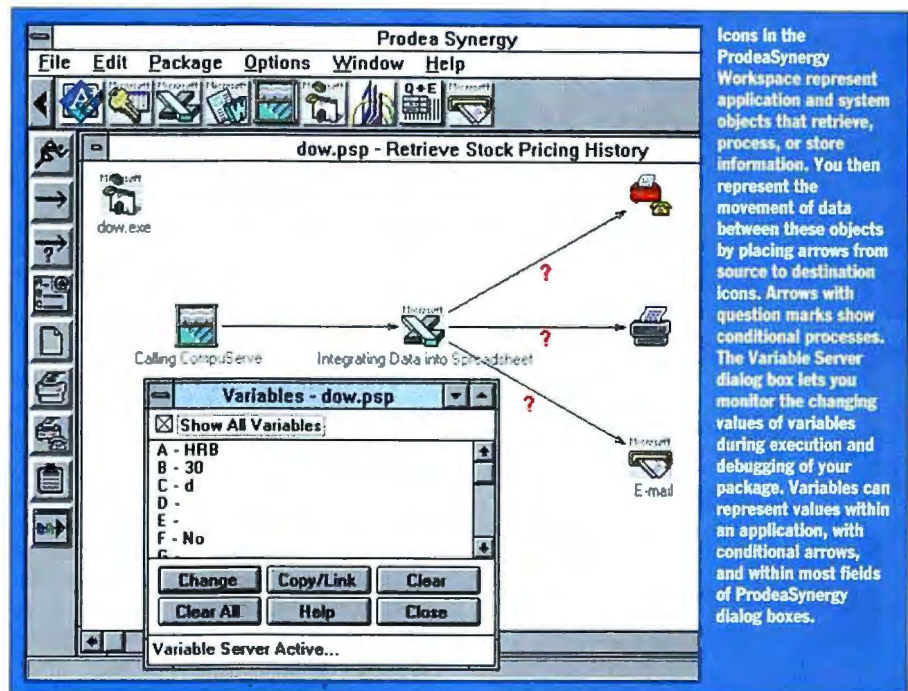 Prodea Synergy
File Edit Package Options Window Help
Microsoft Microsoft Microsoft Microsoft Q+E Microsoft
dow.psp - Retrieve Stock Pricing History
Microsoft
dow.exe
?
?
?
?
Microsoft
Calling CompuServe
Integrating Data into Spreadsheet
Microsoft
E-mail
Variables - dow.psp
Show All Variables
A - HRB
B - 30
C - d
D -
E -
F - No
G -
Change Copy/Link Clear
Clear All Help Close
Variable Server Active...
Icons in the
ProdeaSynergy
Workspace represent
application and system
objects that retrieve,
process, or store
information. You then
represent the
movement of data
between these objects
by placing arrows from
source to destination
icons. Arrows with
question marks show
conditional processes.
The Variable Server
dialog box lets you
monitor the changing
values of variables
during execution and
debugging of your
package. Variables can
represent values within
an application, with
conditional arrows,
and within most fields
of ProdeaSynergy
dialog boxes.